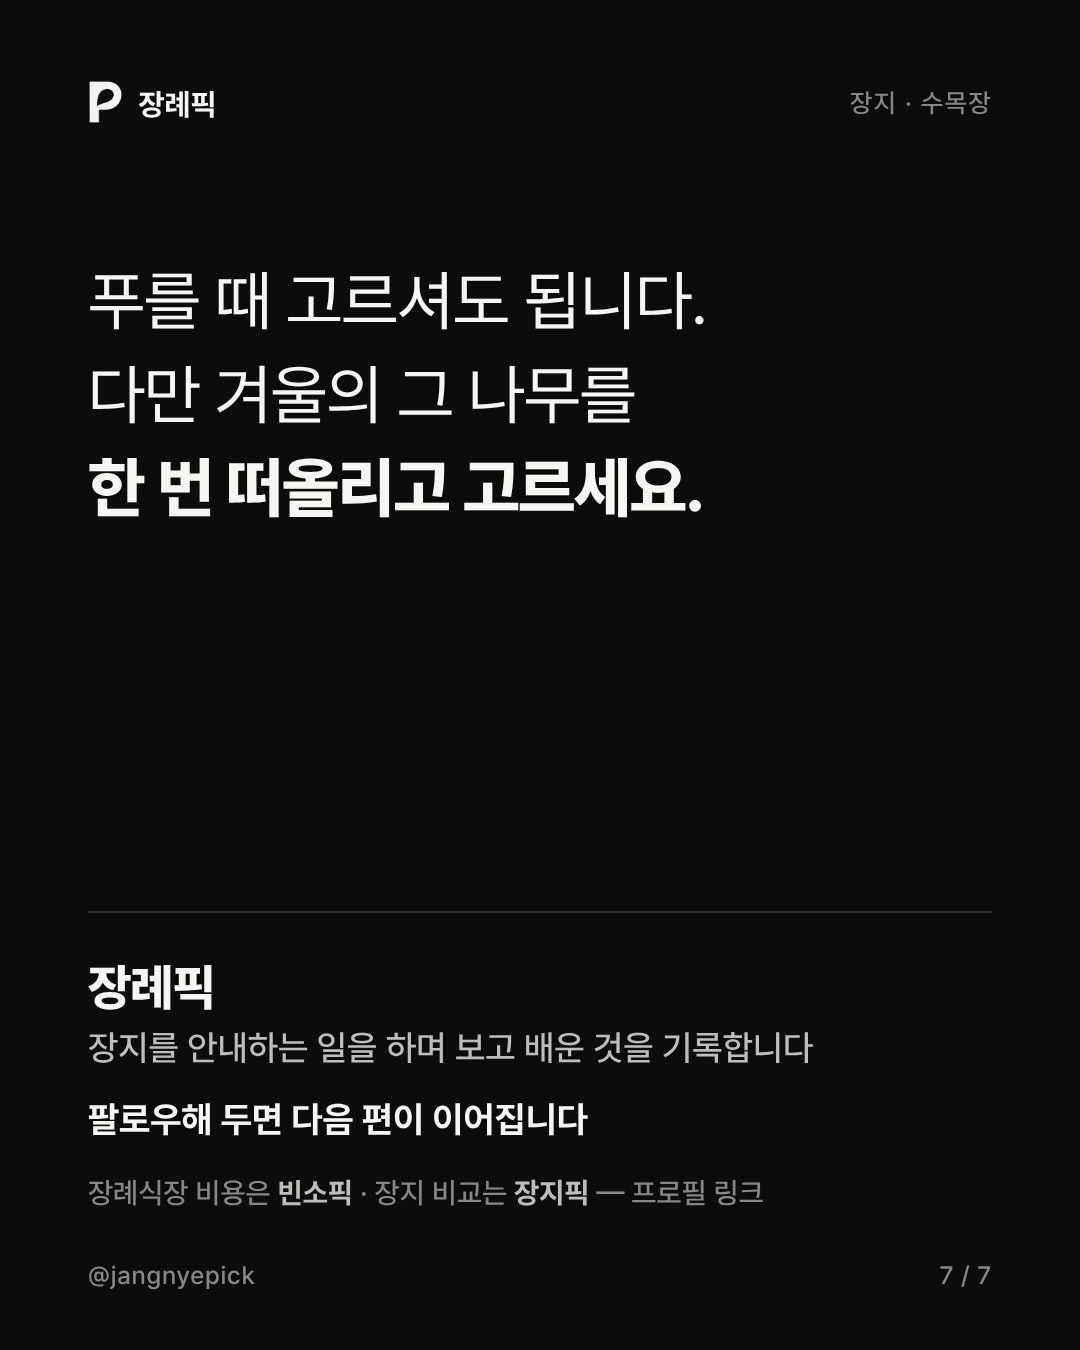 장례픽
장지 · 수목장
푸를 때 고르셔도 됩니다.
다만 겨울의 그 나무를
한 번 떠올리고 고르세요.
장례픽
장지를 안내하는 일을 하며 보고 배운 것을 기록합니다
팔로우해 두면 다음 편이 이어집니다
장례식장 비용은 빈소픽 · 장지 비교는 장지픽 — 프로필 링크
@jangnyepick
7 / 7